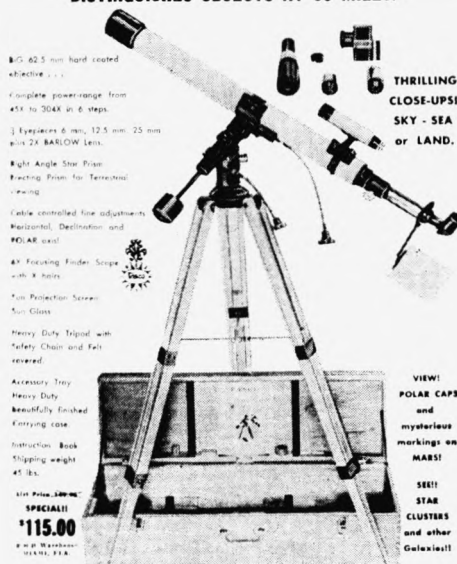 BIG 62.5 mm hard coated
objective . . .
Complete power-range from
45X to 304X in 6 steps.
3 Eyepieces 6 mm, 12.5 mm. 25 mm
plus 2X BARLOW Lens.
Right Angle Star Prism
Erecting Prism for Terrestrial
viewing
Cable controlled fine adjustments
Horizontal, Declination and
POLAR axis!
6X Focusing Finder Scope
with X hairs
Sun Projection Screen
Sun Glass
Heavy Duty Tripod with
Safety Chain and Felt
covered
Accessory Tray
Heavy Duty
beautifully finished
Carrying case.
Instruction Book
Shipping weight
45 lbs.
List Price
SPECIAL!!
$115.00
Warehouse
MIAMI, FLA.
THRILLING
CLOSE-UPS!
SKY - SEA
or LAND.
VIEW!
POLAR CAPS
and
mysterious
markings on
MARS!
SEE!!
STAR
CLUSTERS
and other
Galaxies!!